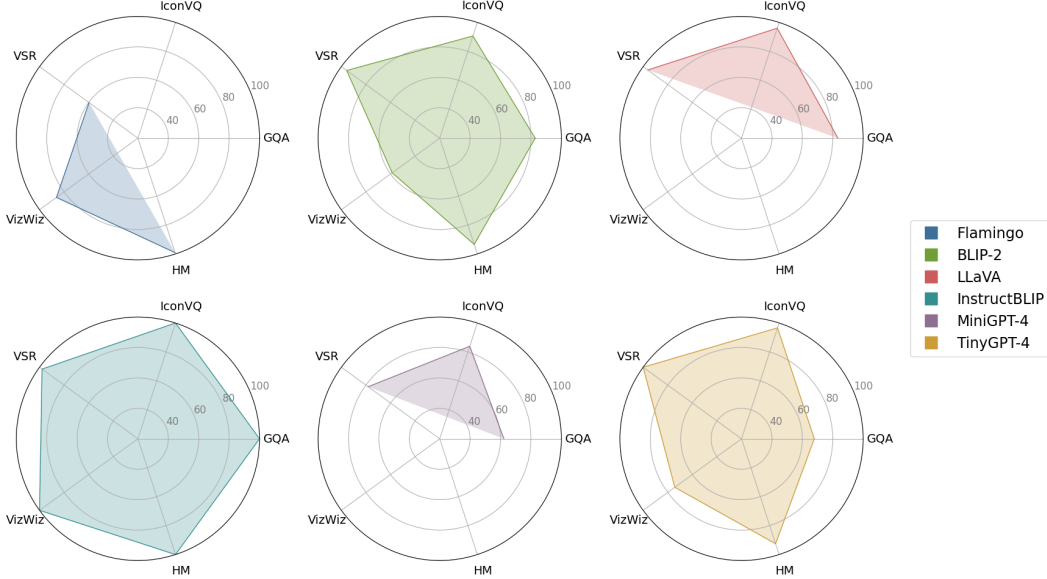 IconVQ
VSR
100
80
60
40
GQA
VizWiz
HM
IconVQ
VSR
100
80
60
40
GQA
VizWiz
HM
IconVQ
VSR
100
80
60
40
GQA
VizWiz
HM
Flamingo
BLIP-2
LLaVA
InstructBLIP
MiniGPT-4
TinyGPT-4
IconVQ
VSR
100
80
60
40
GQA
VizWiz
HM
IconVQ
VSR
100
80
60
40
GQA
VizWiz
HM
IconVQ
VSR
100
80
60
40
GQA
VizWiz
HM